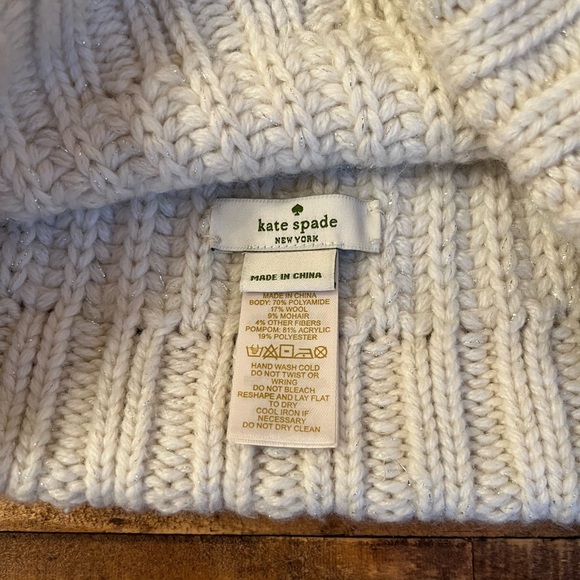 kate spade
NEW YORK
MADE IN CHINA
MADE IN CHINA
BODY: 70% POLYAMIDE
17% WOOL
9% MOHAIR
4% OTHER FIBERS
POMPOM: 81% ACRYLIC
19% POLYESTER
HAND WASH COLD
DO NOT TWIST OR
WRING
DO NOT BLEACH
RESHAPE AND LAY FLAT
TO DRY
COOL IRON IF
NECESSARY
DO NOT DRY CLEAN